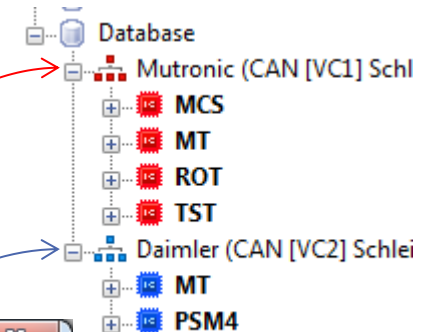 Database
Mutronic (CAN [VC1] Schl
MCS
MT
ROT
TST
Daimler (CAN [VC2] Schlei
MT
PSM4